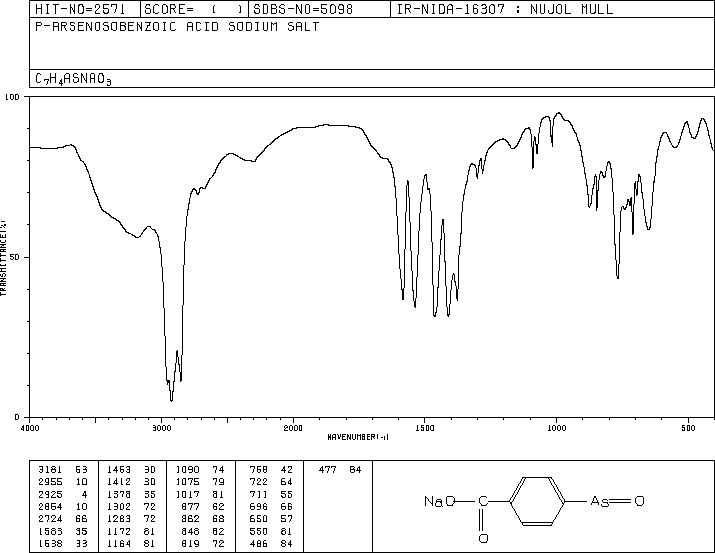 HIT-NO=2571 SCORE= ( ) SDBS-NO=5098 IR-NIDA-16307 : NUJOL MULL
P-ARSENOSOBENZOIC ACID SODIUM SALT
C7H4ASNAO3
100
50
0
TRANSMITTANCE(%)
4000 3000 2000 1500 1000 500
WAVENUMBER(-1)
3181 63 1463 30 1090 74 768 42 477 84
2955 10 1412 30 1075 79 722 64
2925 4 1378 35 1017 81 711 55
2854 10 1302 72 877 62 696 66
2724 66 1283 72 862 68 650 57
1583 35 1172 81 848 62 550 81
1538 33 1164 81 819 72 486 84
NaO C As O
O